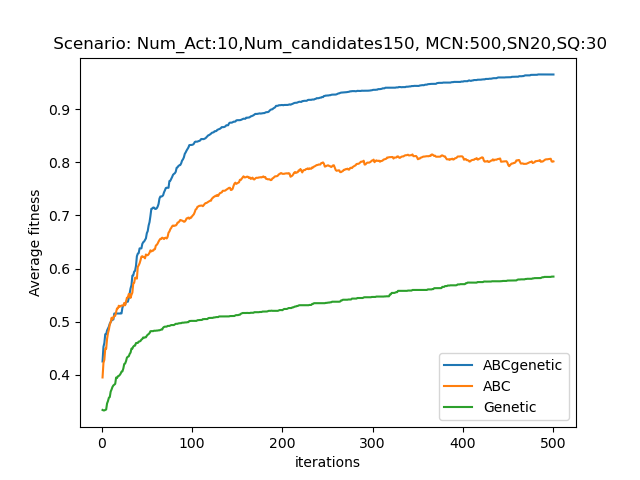 Scenario: Num_Act:10,Num_candidates150, MCN:500,SN20,SQ:30
Average fitness
0.9
0.8
0.7
0.6
0.5
0.4
ABCgenetic
ABC
Genetic
0 100 200 300 400 500
iterations